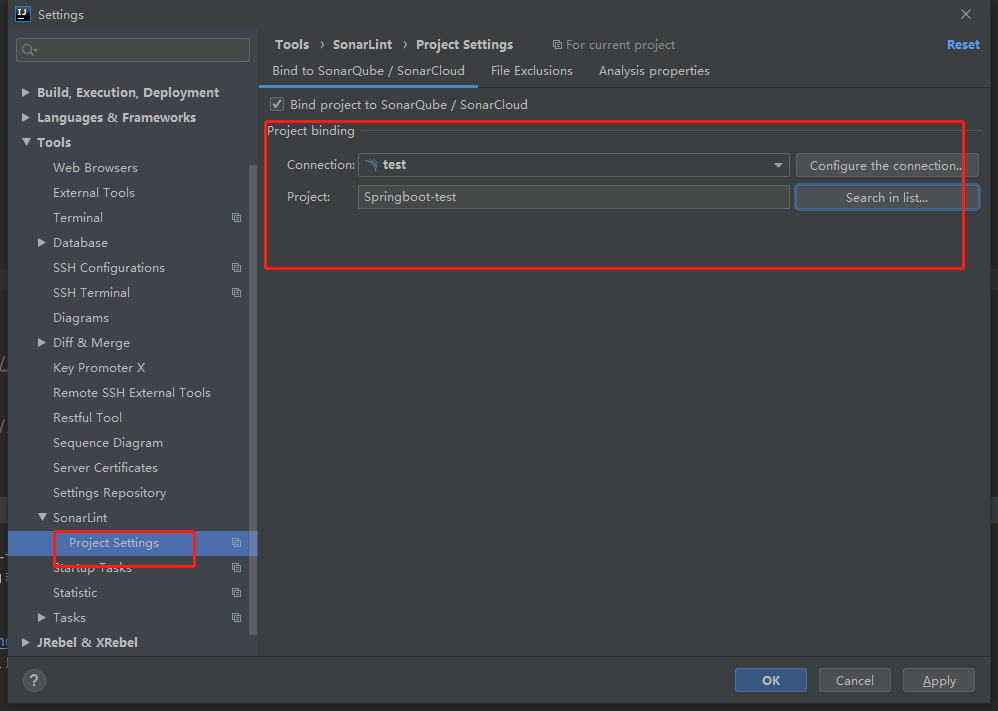 Settings
Tools › SonarLint › Project Settings For current project Reset
Bind to SonarQube / SonarCloud File Exclusions Analysis properties
Bind project to SonarQube / SonarCloud
Project binding
Connection: test Configure the connection..
Project: Springboot-test Search in list...
Build, Execution, Deployment
Languages & Frameworks
Tools
Web Browsers
External Tools
Terminal
Database
SSH Configurations
SSH Terminal
Diagrams
Diff & Merge
Key Promoter X
Remote SSH External Tools
Restful Tool
Sequence Diagram
Server Certificates
Settings Repository
SonarLint
Project Settings
Startup Tasks
Statistic
Tasks
JRebel & XRebel
? OK Cancel Apply